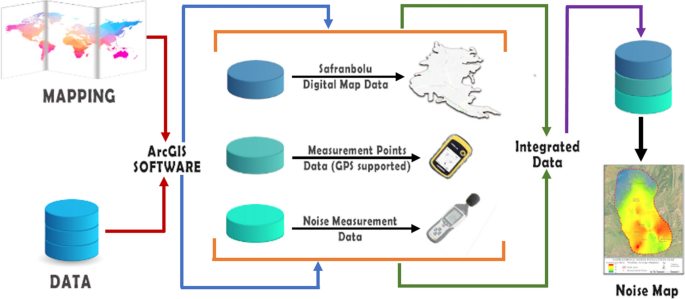 MAPPING
DATA
ArcGIS
SOFTWARE
Safranbolu
Digital Map Data
Measurement Points
Data (GPS supported)
Noise Measurement
Data
Integrated
Data
Noise Map